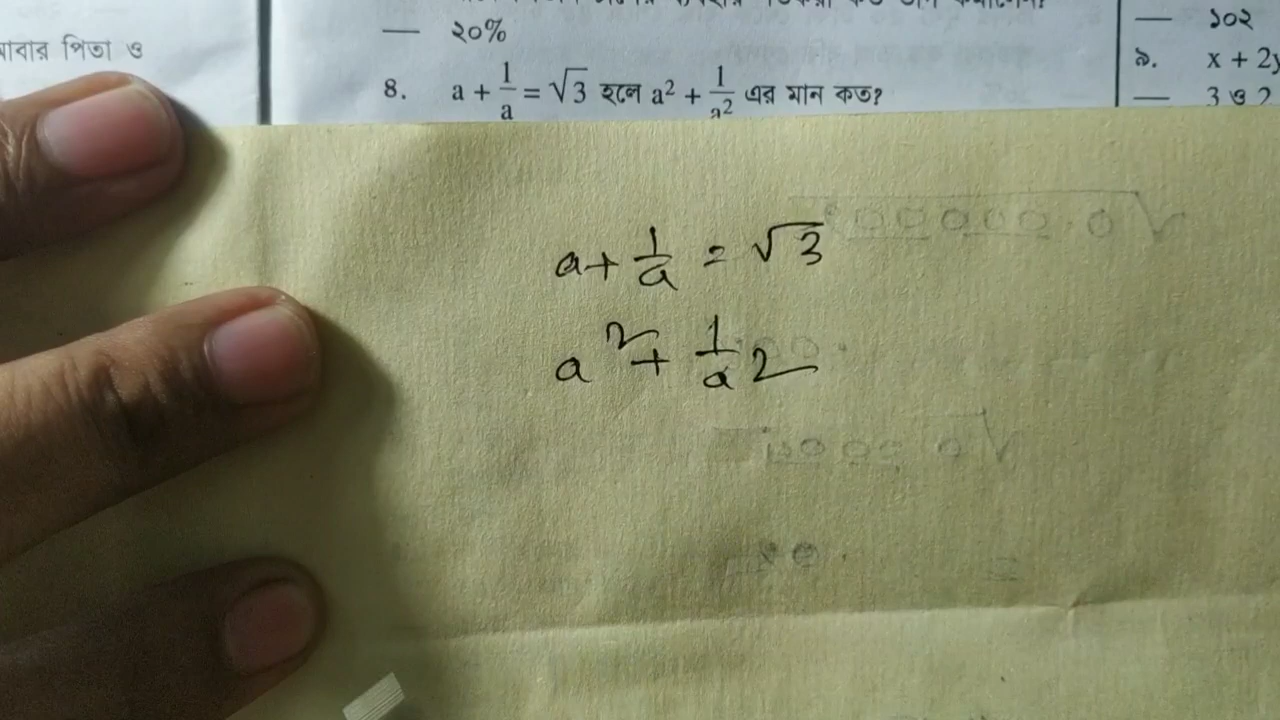 াবার পিতা ও
— ২০%
8. a + 1/a = √3 হলে a² + 1/a² এর মান কত?
— ১০২
৯. x + 2y
— 3 ও 2
a + 1/a = √3
a² + 1/a2